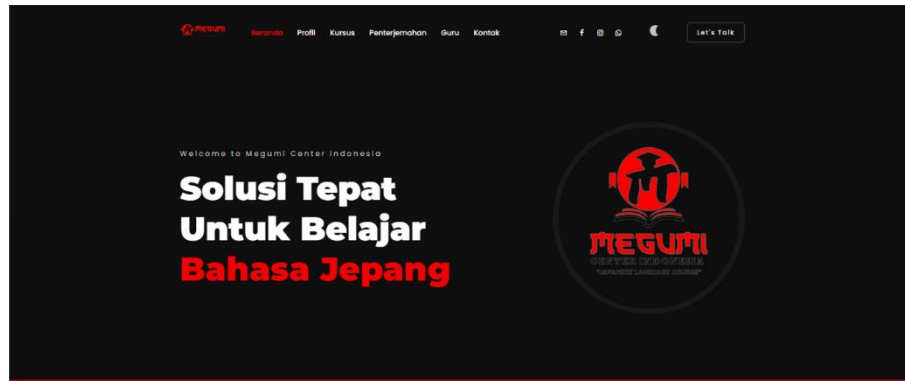 MEGUMI
Beranda Profil Kursus Penterjemahan Guru Kontak
Let's Talk
Welcome to Megumi Center Indonesia
Solusi Tepat
Untuk Belajar
Bahasa Jepang
MEGUMI
CENTER INDONESIA
"JAPANESE LANGUAGE COURSE"